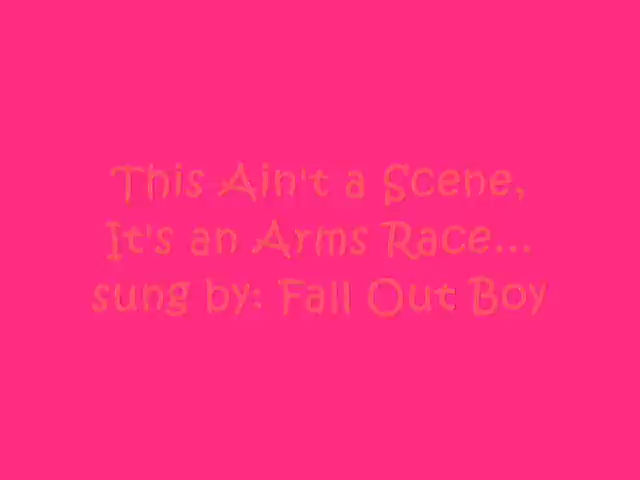 This Ain't a Scene,
It's an Arms Race...
sung by: Fall Out Boy